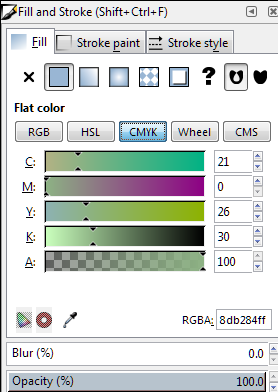 Fill and Stroke (Shift+Ctrl+F)
Fill Stroke paint Stroke style
Flat color
RGB HSL CMYK Wheel CMS
C: 21
M: 0
Y: 26
K: 30
A: 100
RGBA: 8db284ff
Blur (%) 0.0
Opacity (%) 100.0